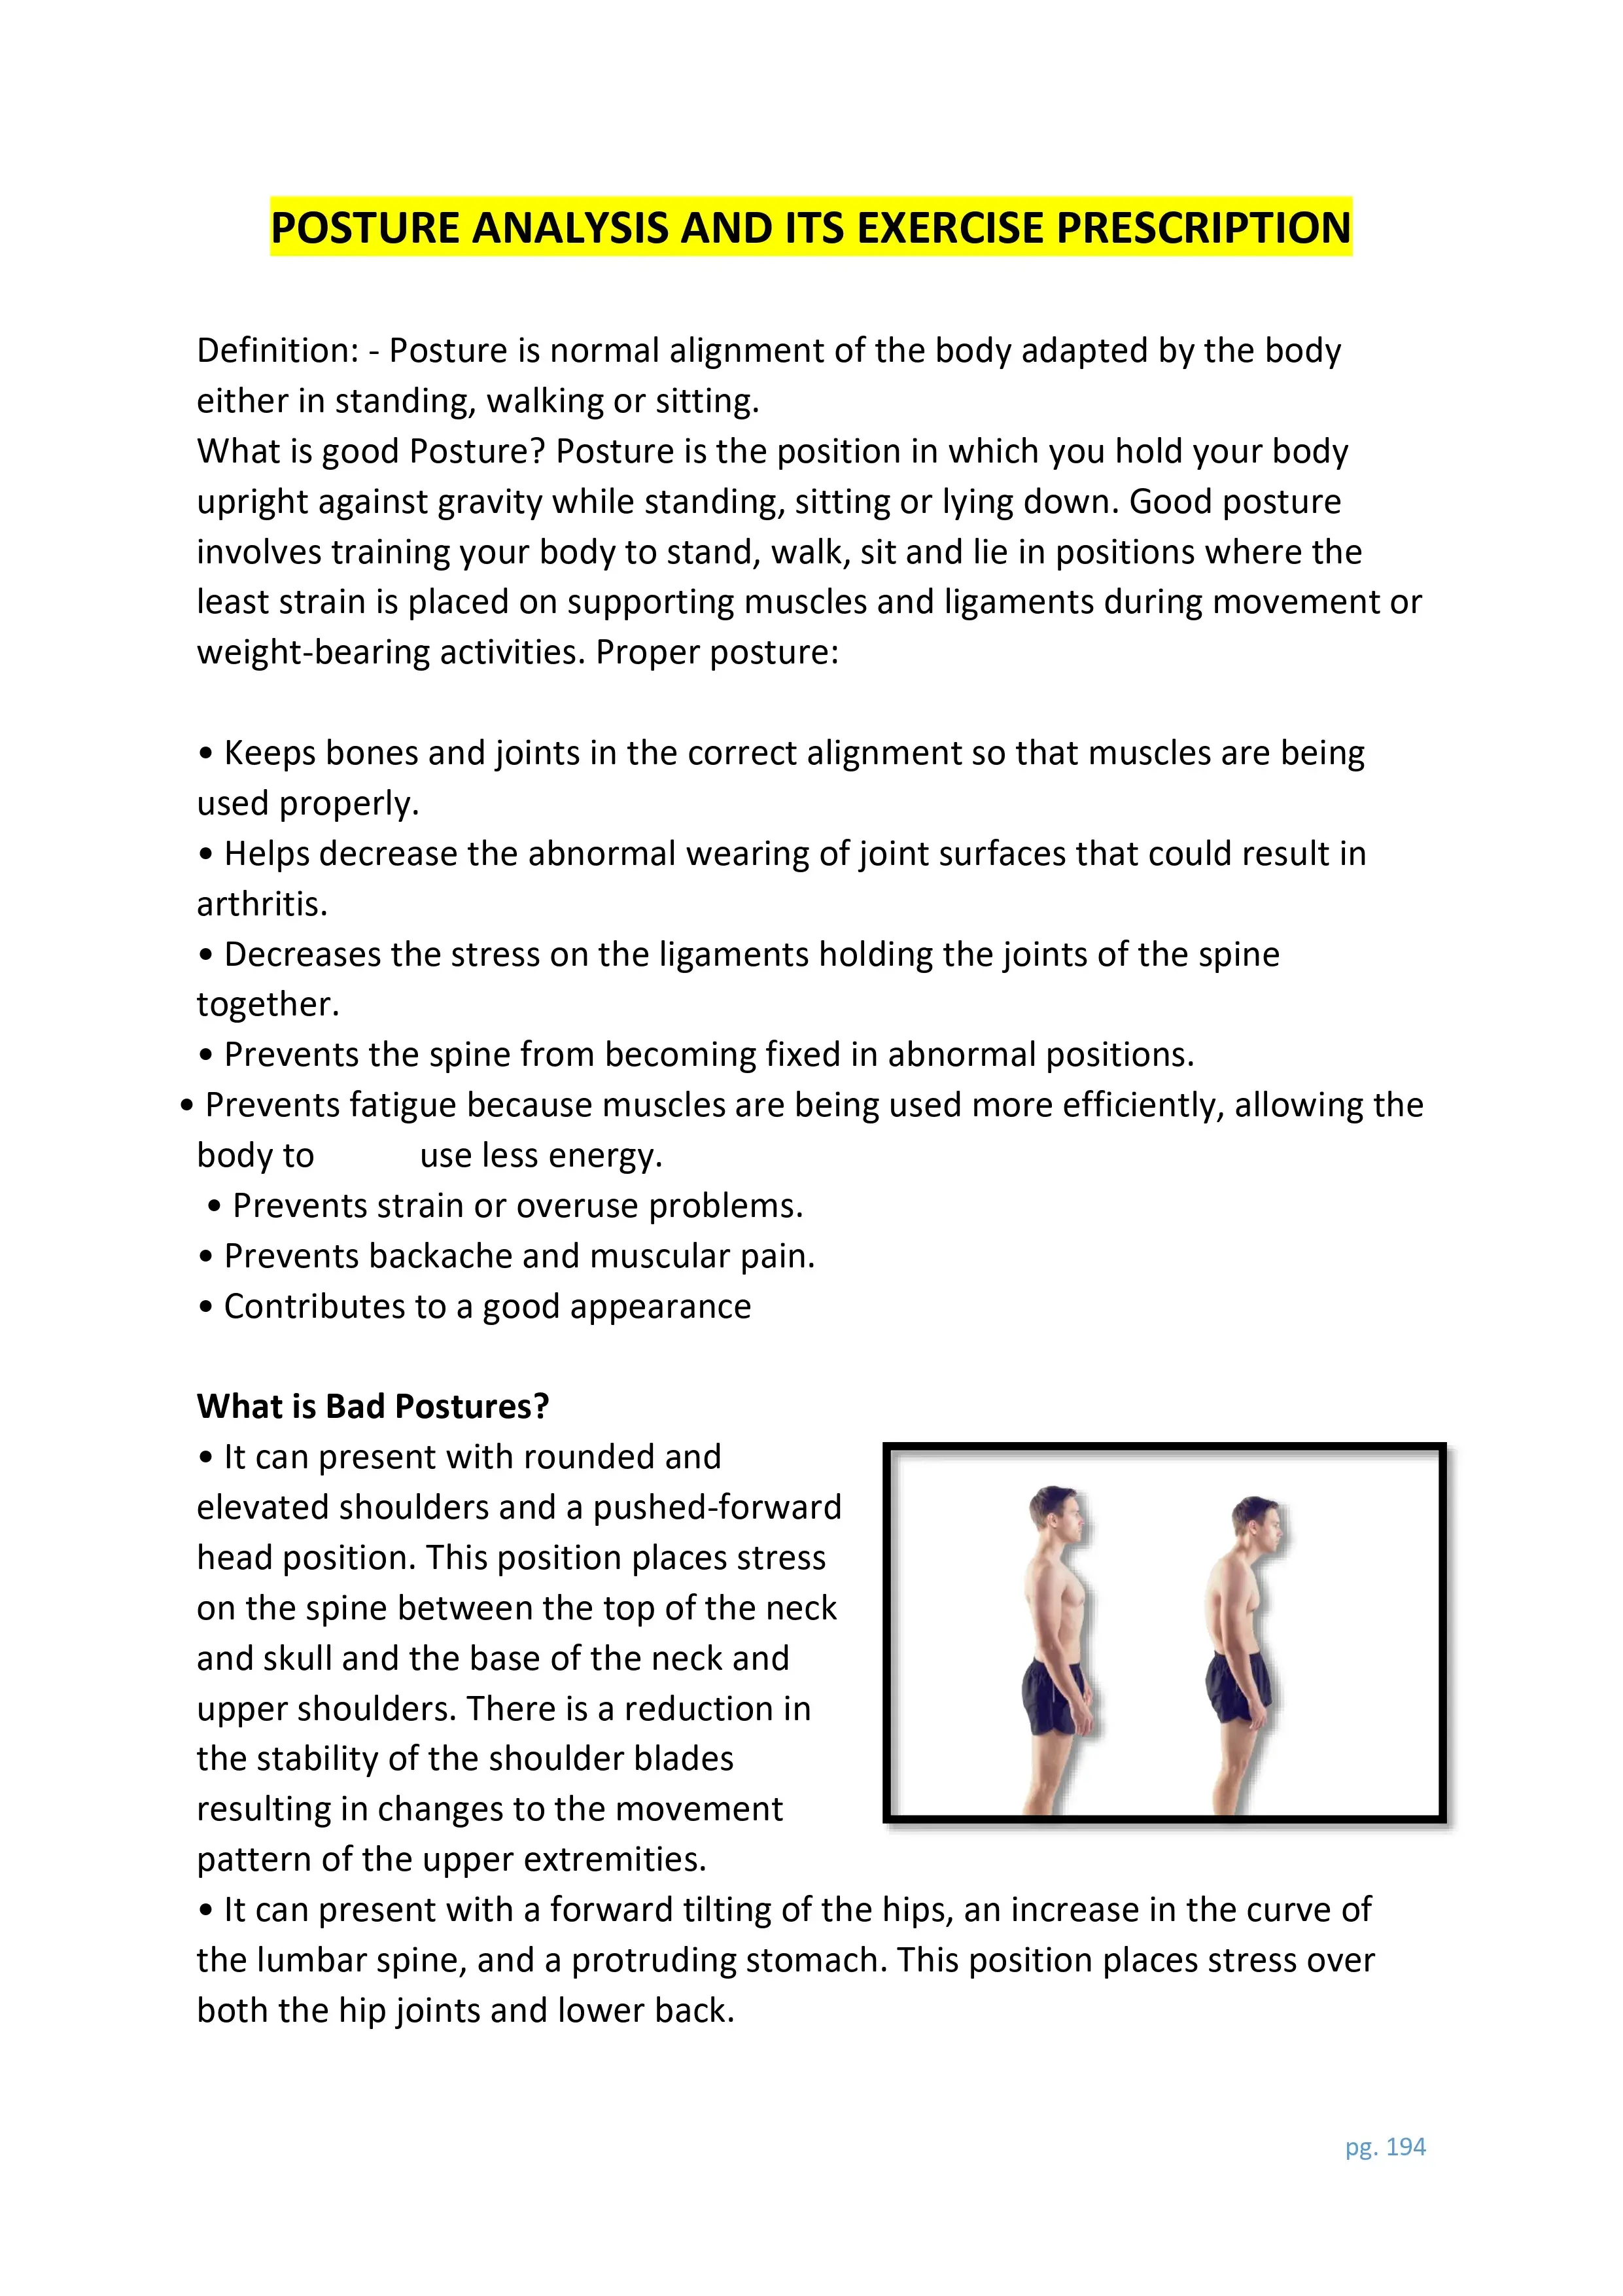 POSTURE ANALYSIS AND ITS EXERCISE PRESCRIPTION
Definition: - Posture is normal alignment of the body adapted by the body
either in standing, walking or sitting.
What is good Posture? Posture is the position in which you hold your body
upright against gravity while standing, sitting or lying down. Good posture
involves training your body to stand, walk, sit and lie in positions where the
least strain is placed on supporting muscles and ligaments during movement or
weight-bearing activities. Proper posture:
• Keeps bones and joints in the correct alignment so that muscles are being
used properly.
• Helps decrease the abnormal wearing of joint surfaces that could result in
arthritis.
• Decreases the stress on the ligaments holding the joints of the spine
together.
• Prevents the spine from becoming fixed in abnormal positions.
• Prevents fatigue because muscles are being used more efficiently, allowing the
body to use less energy.
• Prevents strain or overuse problems.
• Prevents backache and muscular pain.
• Contributes to a good appearance
What is Bad Postures?
• It can present with rounded and
elevated shoulders and a pushed-forward
head position. This position places stress
on the spine between the top of the neck
and skull and the base of the neck and
upper shoulders. There is a reduction in
the stability of the shoulder blades
resulting in changes to the movement
pattern of the upper extremities.
• It can present with a forward tilting of the hips, an increase in the curve of
the lumbar spine, and a protruding stomach. This position places stress over
both the hip joints and lower back.
pg. 194